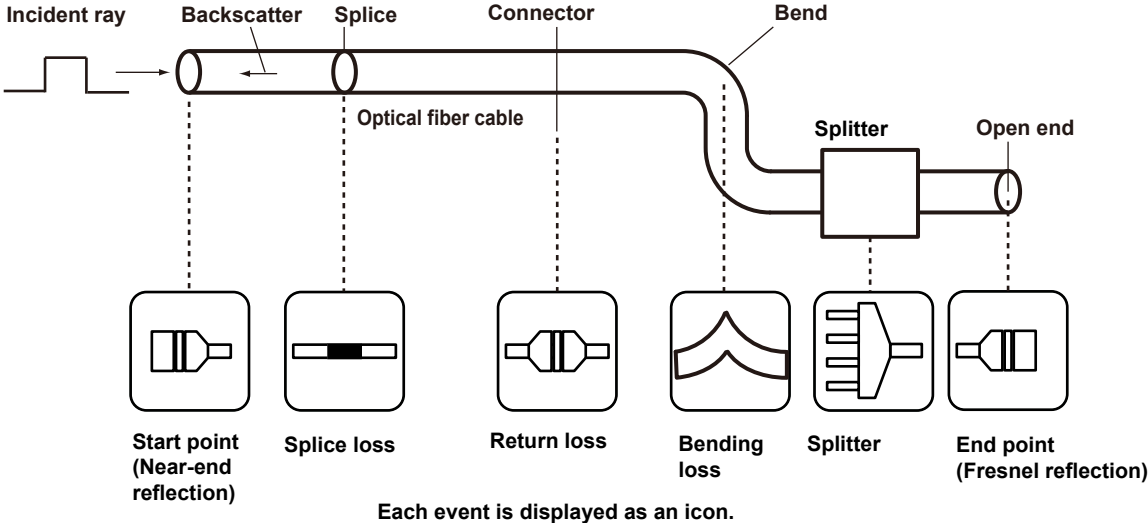 Incident ray
Backscatter
Splice
Connector
Bend
Optical fiber cable
Splitter
Open end
Start point
(Near-end
reflection)
Splice loss
Return loss
Bending
loss
Splitter
End point
(Fresnel reflection)
Each event is displayed as an icon.